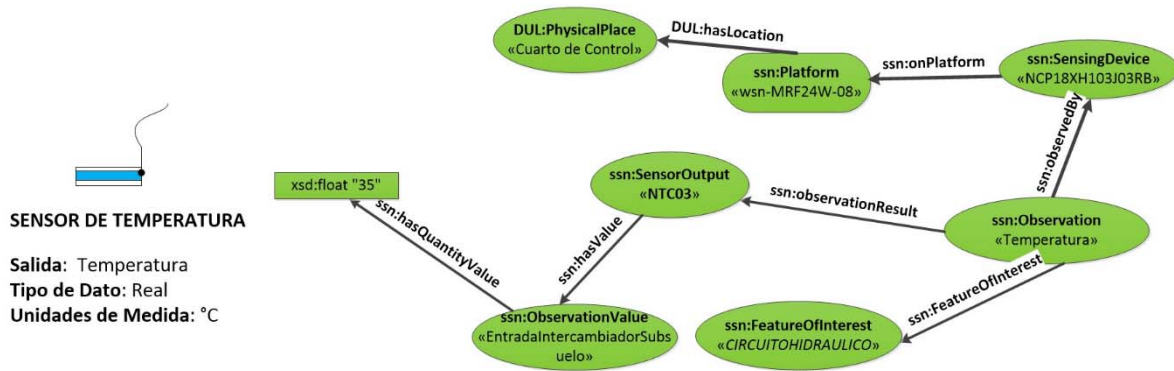 DUL:PhysicalPlace
«Cuarto de Control»
DUL:hasLocation
ssn:Platform
«wsn-MRF24W-08»
ssn:onPlatform
ssn:SensingDevice
«NCP18XH103J03RB»
ssn:observedBy
xsd:float "35"
ssn:hasQuantityValue
ssn:SensorOutput
«NTC03»
ssn:hasValue
ssn:observationResult
ssn:Observation
«Temperatura»
ssn:FeatureOfInterest
ssn:ObservationValue
«EntradaIntercambiadorSubs
uelo»
ssn:FeatureOfInterest
«CIRCUITOHIDRAULICO»
SENSOR DE TEMPERATURA
Salida: Temperatura
Tipo de Dato: Real
Unidades de Medida: °C